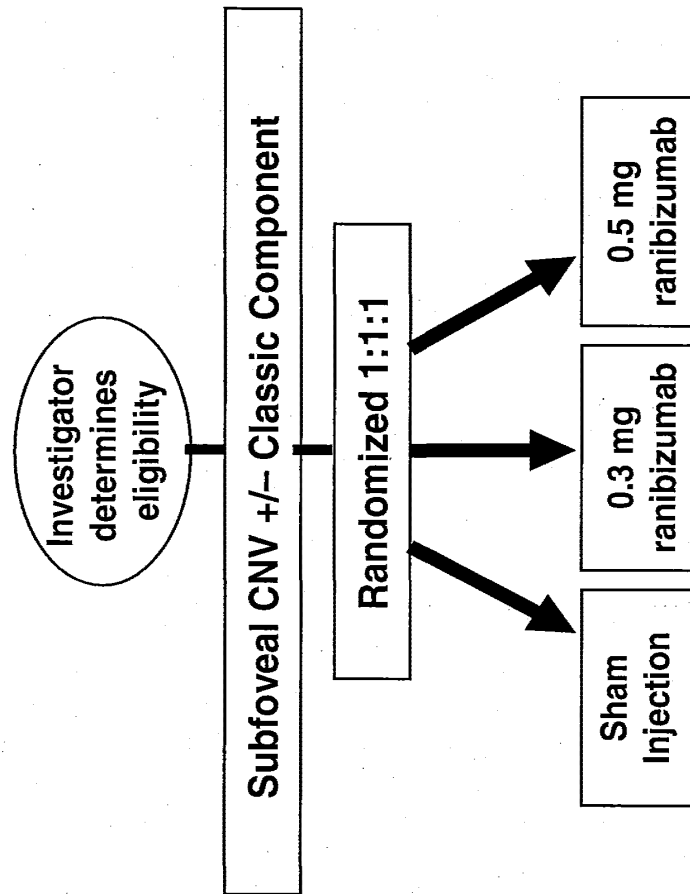 Investigator
determines
eligibility
Subfoveal CNV +/– Classic Component
Randomized 1:1:1
Sham
Injection
0.3 mg
ranibizumab
0.5 mg
ranibizumab